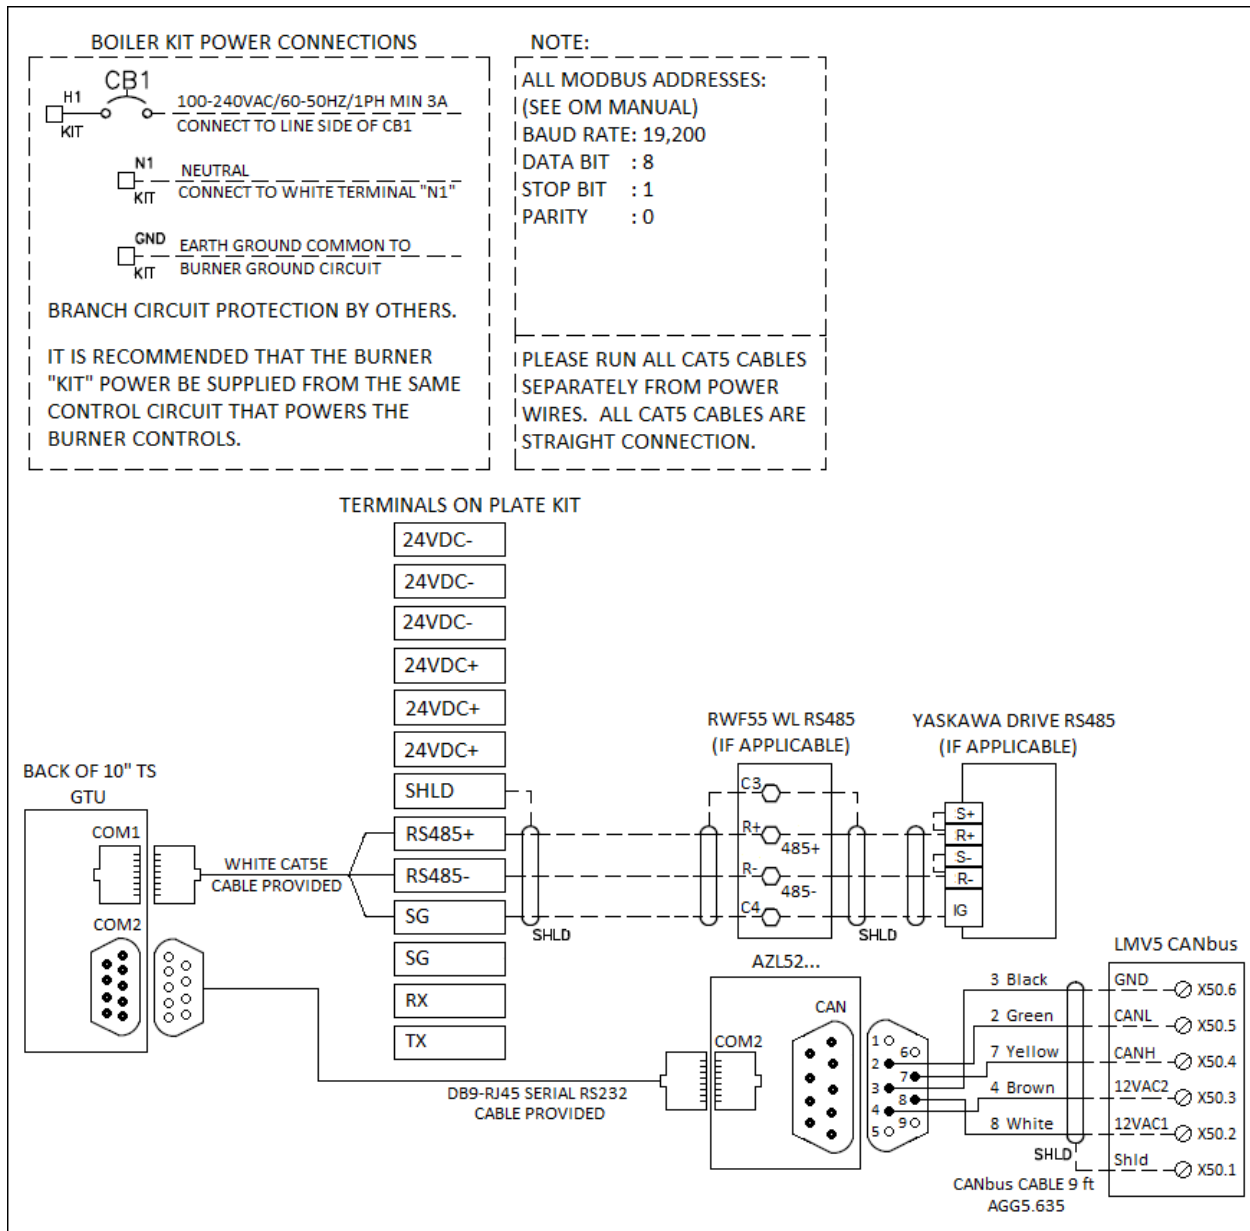 BOILER KIT POWER CONNECTIONS
CB1
H1
KIT
100-240VAC/60-50HZ/1PH MIN 3A
CONNECT TO LINE SIDE OF CB1
N1
KIT
NEUTRAL
CONNECT TO WHITE TERMINAL "N1"
GND
KIT
EARTH GROUND COMMON TO
BURNER GROUND CIRCUIT
BRANCH CIRCUIT PROTECTION BY OTHERS.
IT IS RECOMMENDED THAT THE BURNER
"KIT" POWER BE SUPPLIED FROM THE SAME
CONTROL CIRCUIT THAT POWERS THE
BURNER CONTROLS.
NOTE:
ALL MODBUS ADDRESSES:
(SEE OM MANUAL)
BAUD RATE: 19,200
DATA BIT : 8
STOP BIT : 1
PARITY : 0
PLEASE RUN ALL CAT5 CABLES
SEPARATELY FROM POWER
WIRES. ALL CAT5 CABLES ARE
STRAIGHT CONNECTION.
TERMINALS ON PLATE KIT
24VDC-
24VDC-
24VDC-
24VDC+
24VDC+
24VDC+
SHLD
RS485+
RS485-
SG
SG
RX
TX
BACK OF 10" TS
GTU
COM1
COM2
WHITE CAT5E
CABLE PROVIDED
SHLD
RWF55 WL RS485
(IF APPLICABLE)
C3
R+
485+
R-
485-
C4
SHLD
YASKAWA DRIVE RS485
(IF APPLICABLE)
S+
R+
S-
R-
IG
DB9-RJ45 SERIAL RS232
CABLE PROVIDED
AZL52...
COM2
CAN
1
6
2
7
3
8
4
9
5
3 Black
2 Green
7 Yellow
4 Brown
8 White
SHLD
CANbus CABLE 9 ft
AGG5.635
LMV5 CANbus
GND
X50.6
CANL
X50.5
CANH
X50.4
12VAC2
X50.3
12VAC1
X50.2
Shld
X50.1